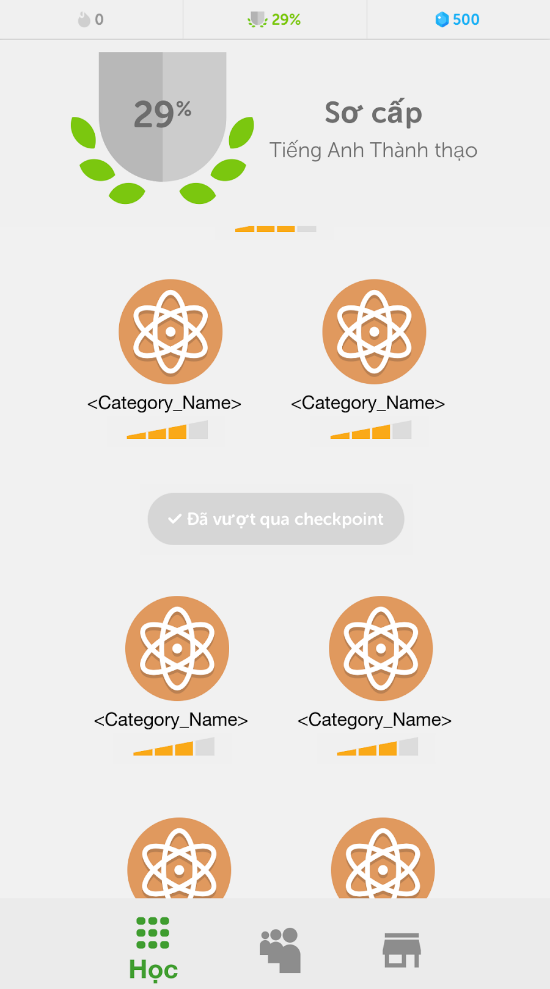 0
29%
500
29%
Sơ cấp
Tiếng Anh Thành thạo
<Category_Name>
<Category_Name>
Đã vượt qua checkpoint
<Category_Name>
<Category_Name>
Học